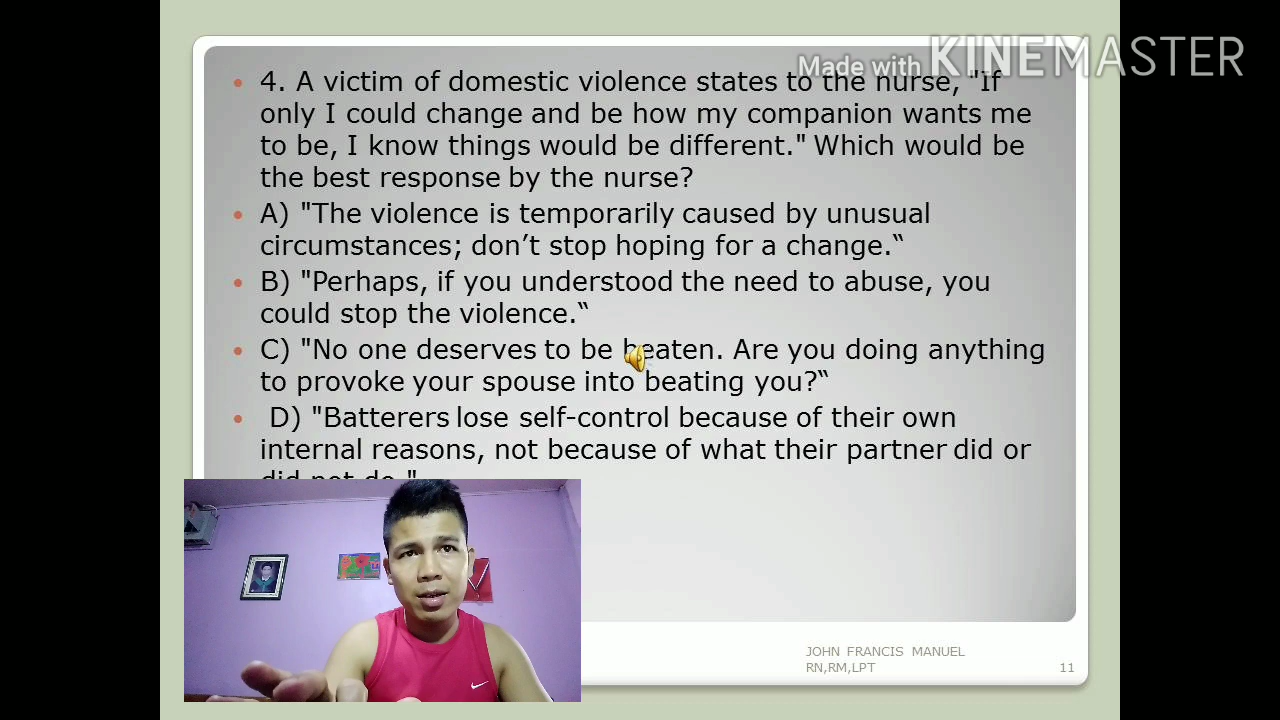 Made with KINEMASTER
4. A victim of domestic violence states to the nurse, "If
only I could change and be how my companion wants me
to be, I know things would be different." Which would be
the best response by the nurse?
A) "The violence is temporarily caused by unusual
circumstances; don’t stop hoping for a change.“
B) "Perhaps, if you understood the need to abuse, you
could stop the violence.“
C) "No one deserves to be beaten. Are you doing anything
to provoke your spouse into beating you?“
D) "Batterers lose self-control because of their own
internal reasons, not because of what their partner did or
did not do."
JOHN FRANCIS MANUEL
RN,RM,LPT
11